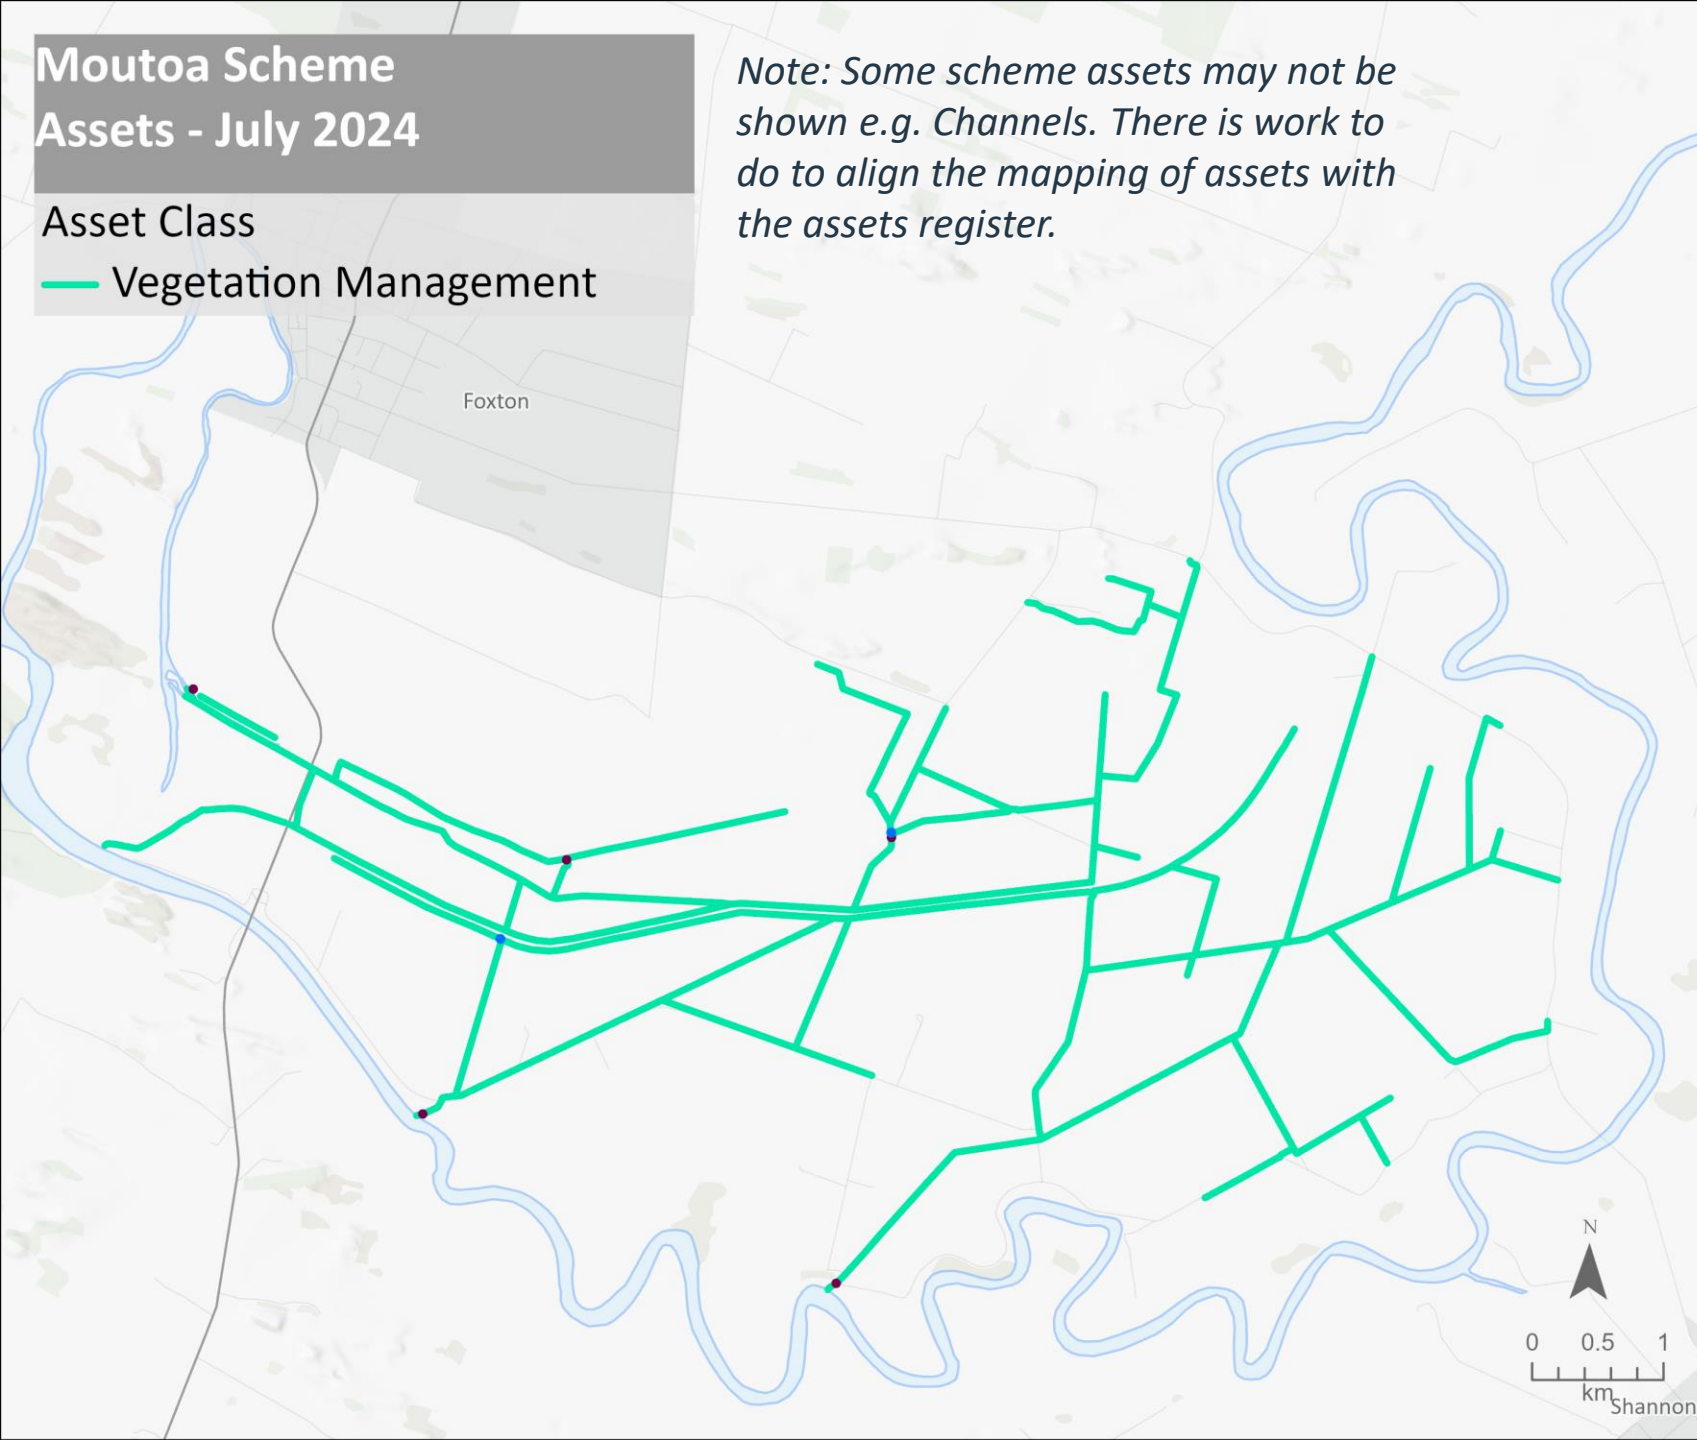 Moutoa Scheme
Assets - July 2024
Asset Class
Vegetation Management
Note: Some scheme assets may not be
shown e.g. Channels. There is work to
do to align the mapping of assets with
the assets register.
Foxton
N
0 0.5 1
km
Shannon